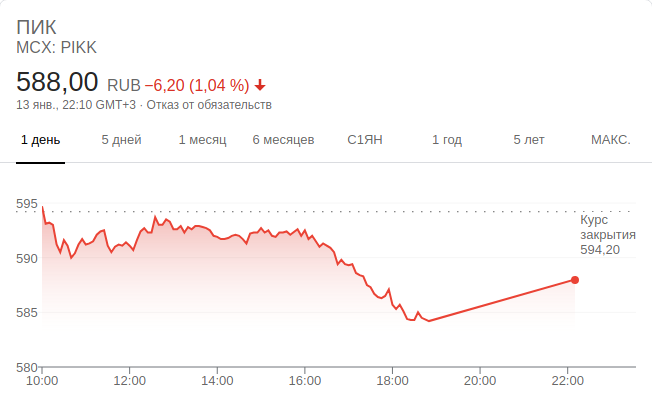 ПИК
MCX: PIKK
588,00 RUB −6,20 (1,04 %)
13 янв., 22:10 GMT+3 · Отказ от обязательств
1 день 5 дней 1 месяц 6 месяцев С1ЯН 1 год 5 лет МАКС.
595
Курс
закрытия
594,20
590
585
580
10:00 12:00 14:00 16:00 18:00 20:00 22:00